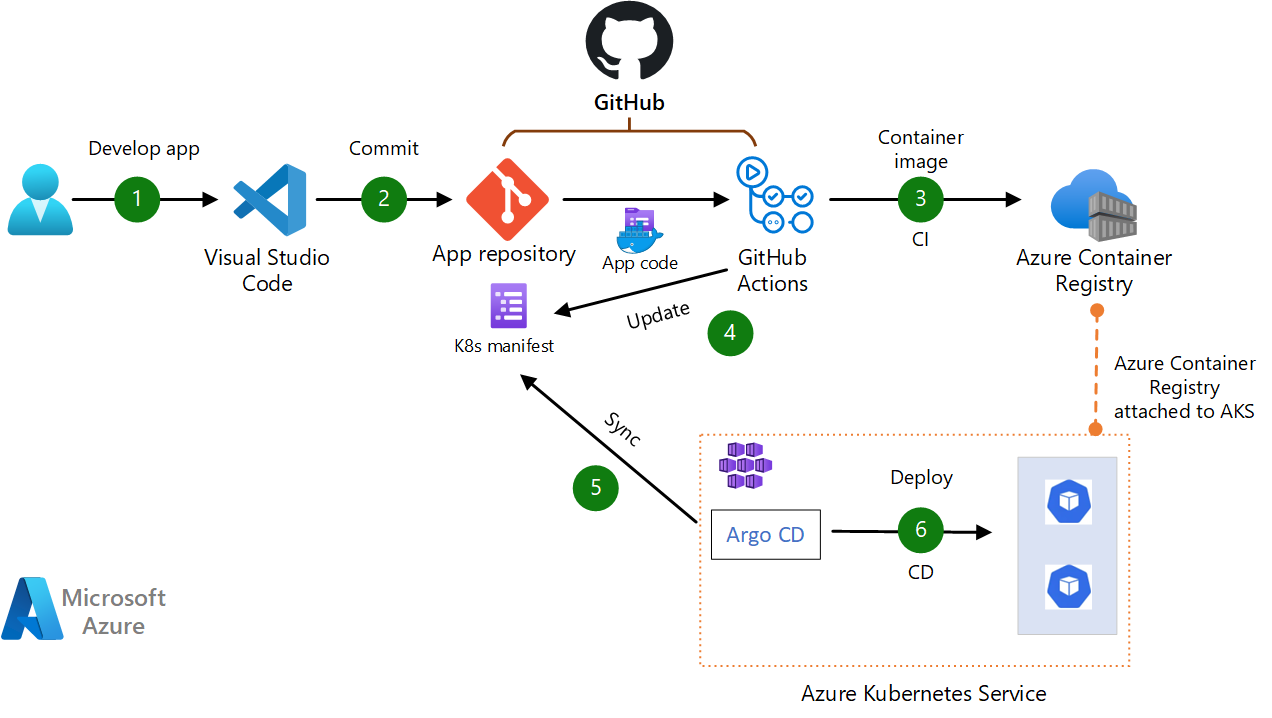 GitHub
Develop app
1
Commit
2
Container
image
3
CI
Visual Studio
Code
App repository
App code
GitHub
Actions
Azure Container
Registry
K8s manifest
Update
4
Azure Container
Registry
attached to AKS
Sync
5
Argo CD
Deploy
6
CD
Microsoft
Azure
Azure Kubernetes Service